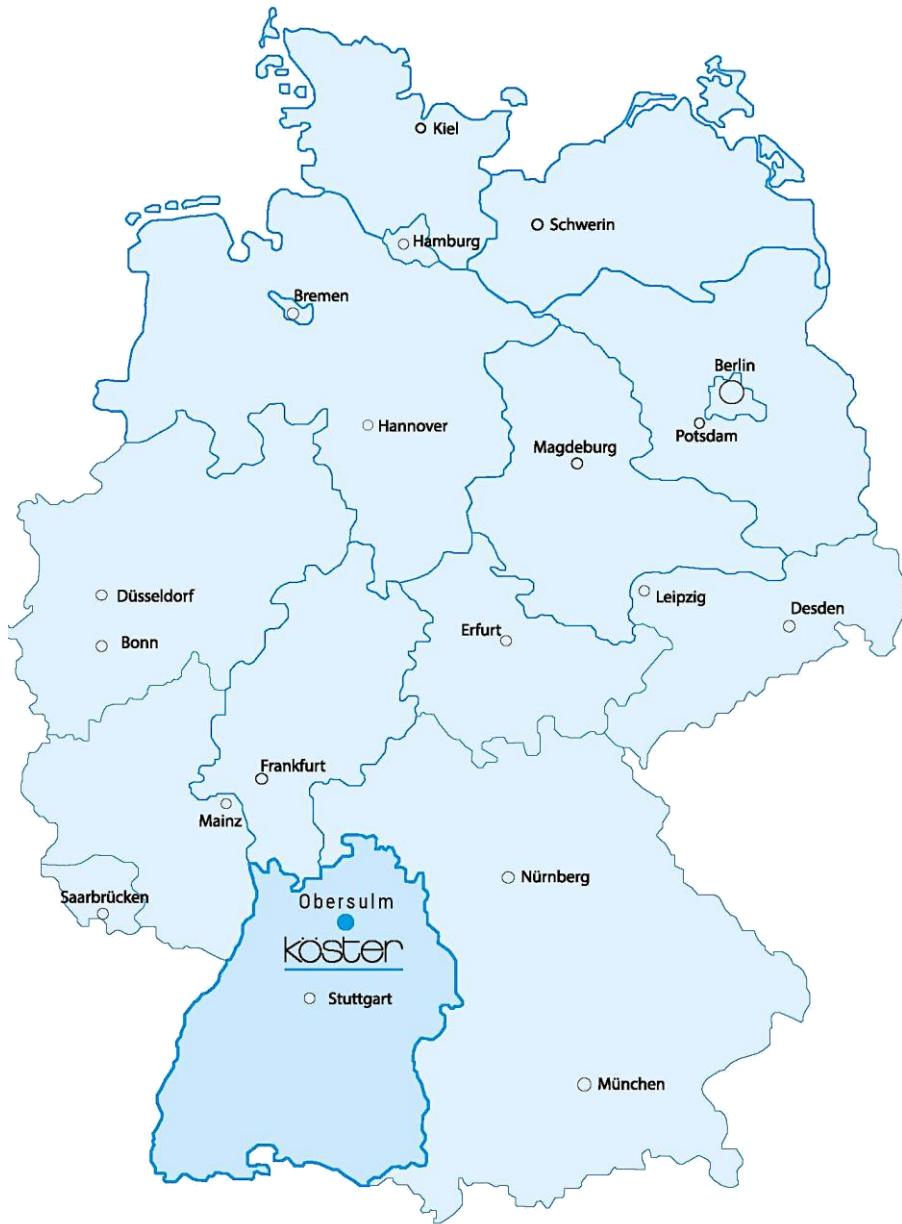 Kiel
Schwerin
Hamburg
Bremen
Berlin
Hannover
Potsdam
Magdeburg
Düsseldorf
Leipzig
Desden
Bonn
Erfurt
Frankfurt
Mainz
Nürnberg
Saarbrücken
Obersulm
köster
Stuttgart
München